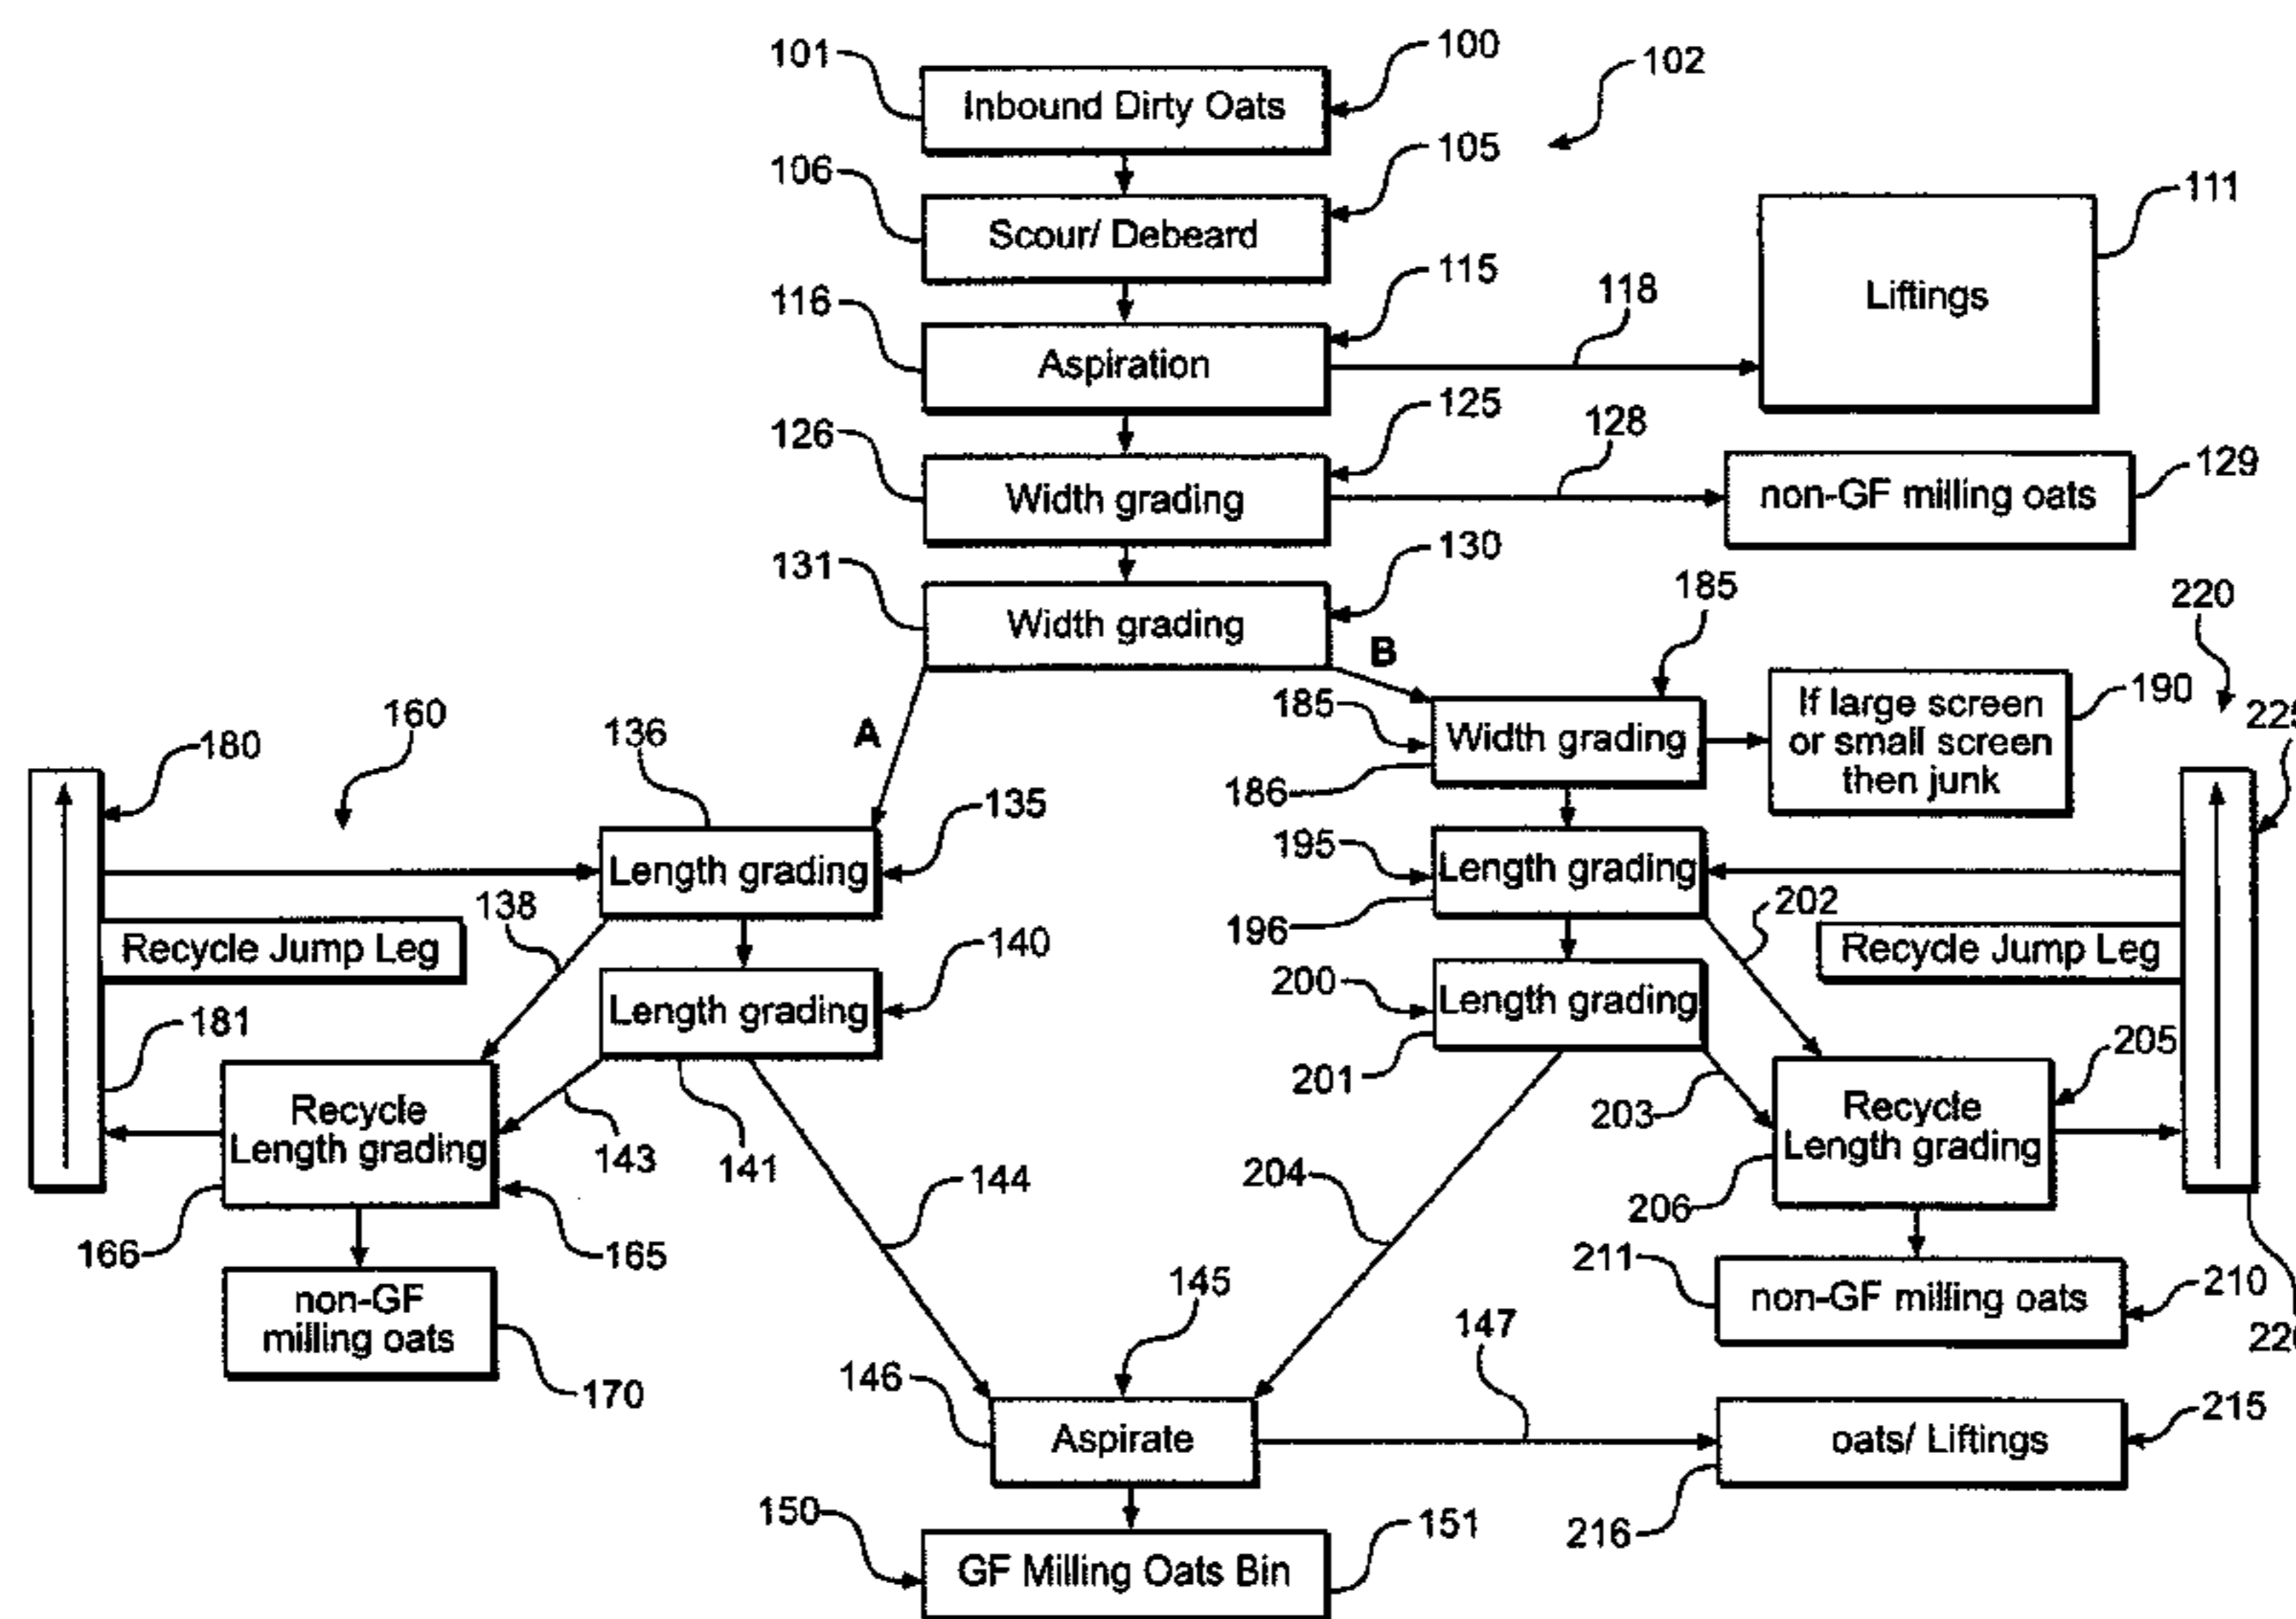 101
100
102
Inbound Dirty Oats
106
105
Scour/ Debeard
111
116
115
118
Liftings
Aspiration
126
125
128
129
Width grading
non-GF milling oats
131
130
185
220
Width grading
B
190
160
185
If large screen
or small screen
then junk
180
136
A
Width grading
186
135
195
Length grading
Length grading
138
196
202
Recycle Jump Leg
140
Recycle Jump Leg
200
Length grading
Length grading
181
201
205
Recycle
Length grading
143
141
144
203
204
Recycle
Length grading
206
166
165
211
210
non-GF
milling oats
145
non-GF milling oats
147
170
146
215
Aspirate
oats/ Liftings
150
151
216
GF Milling Oats Bin